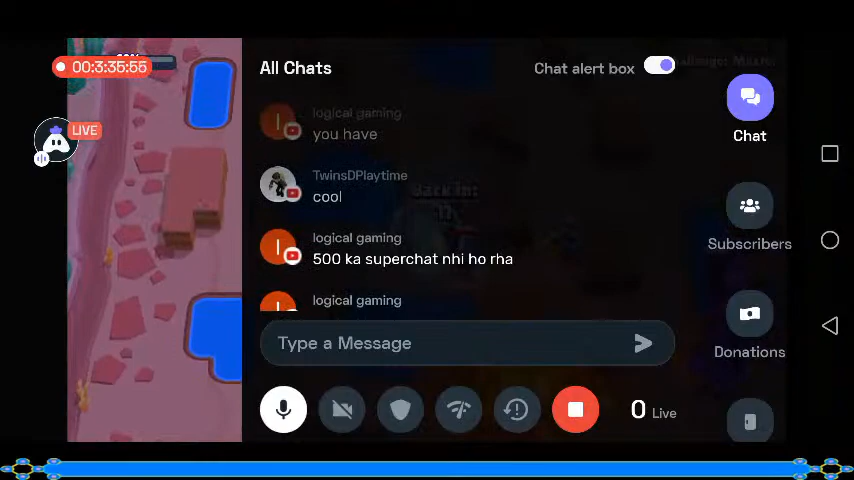 00:3:35:55
LIVE
All Chats
Chat alert box
logical gaming
you have
TwinsDPlaytime
cool
logical gaming
500 ka superchat nhi ho rha
logical gaming
Type a Message
0 Live
Chat
Subscribers
Donations